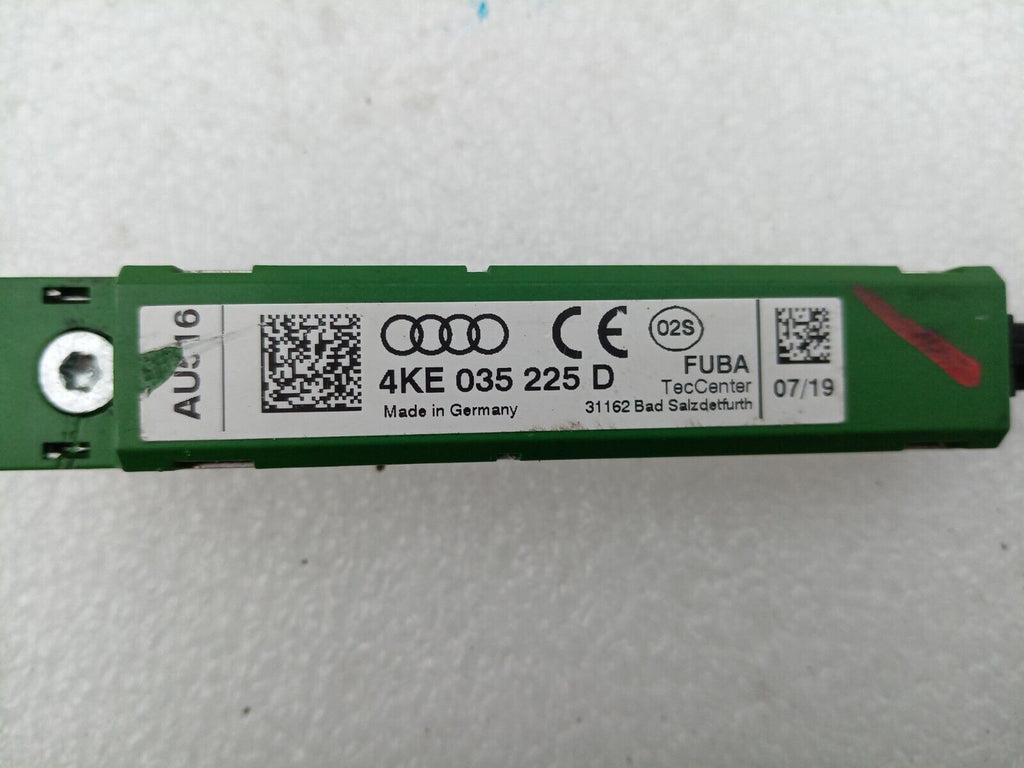 CE
02S
4KE 035 225 D
Made in Germany
FUBA
TecCenter
31162 Bad Salzdetfurth
07/19